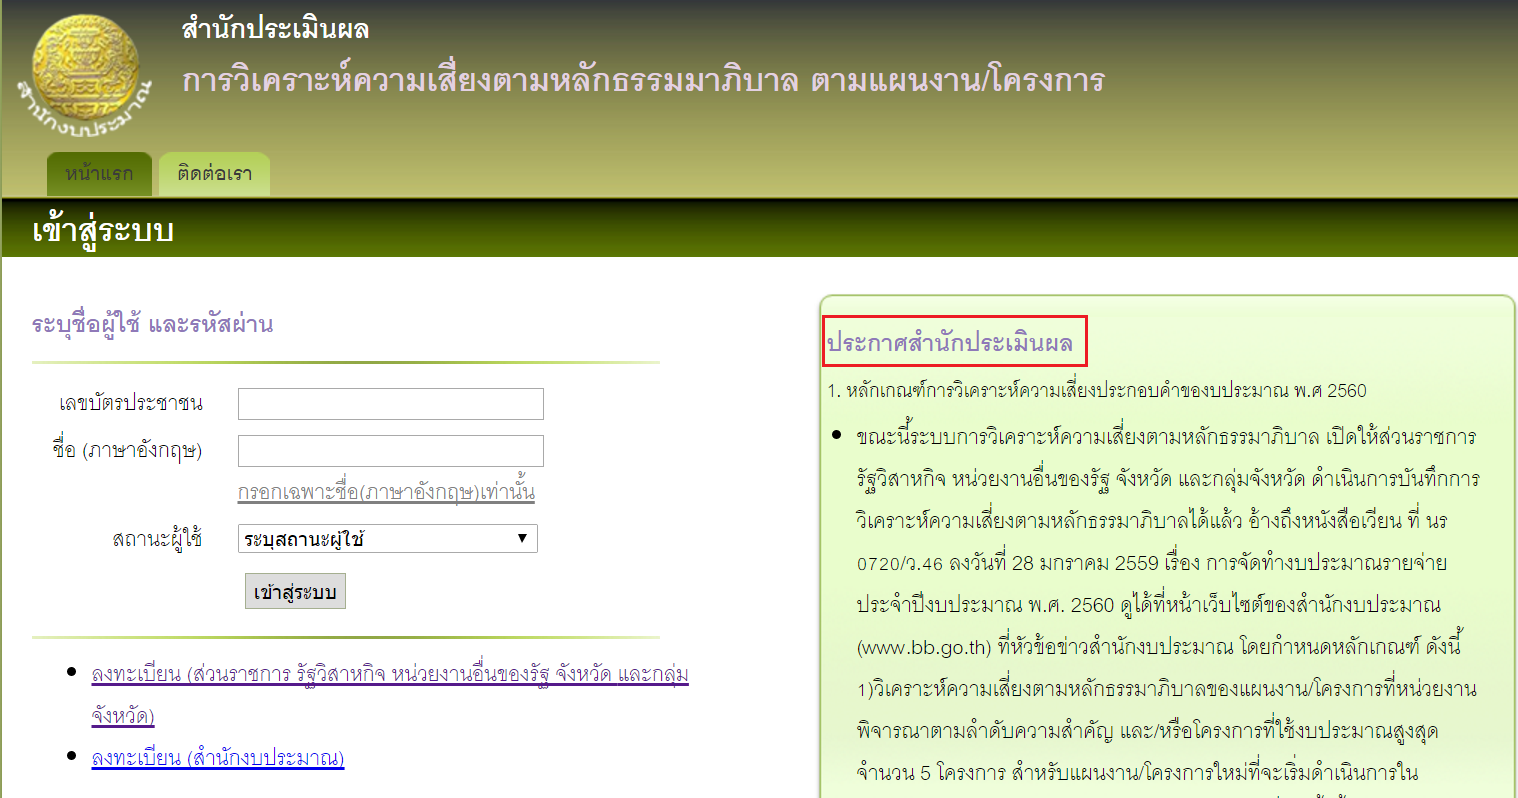 สำนักประเมินผล
การวิเคราะห์ความเสี่ยงตามหลักธรรมมาภิบาล ตามแผนงาน/โครงการ
สำนักงบประมาณ
หน้าแรก
ติดต่อเรา
เข้าสู่ระบบ
ระบุชื่อผู้ใช้ และรหัสผ่าน
เลขบัตรประชาชน
ชื่อ (ภาษาอังกฤษ)
กรอกเฉพาะชื่อ(ภาษาอังกฤษ)เท่านั้น
สถานะผู้ใช้
ระบุสถานะผู้ใช้
เข้าสู่ระบบ
ลงทะเบียน (ส่วนราชการ รัฐวิสาหกิจ หน่วยงานอื่นของรัฐ จังหวัด และกลุ่ม
จังหวัด)
ลงทะเบียน (สำนักงบประมาณ)
ประกาศสำนักประเมินผล
1. หลักเกณฑ์การวิเคราะห์ความเสี่ยงประกอบคำของบประมาณ พ.ศ 2560
ขณะนี้ระบบการวิเคราะห์ความเสี่ยงตามหลักธรรมาภิบาล เปิดให้ส่วนราชการ
รัฐวิสาหกิจ หน่วยงานอื่นของรัฐ จังหวัด และกลุ่มจังหวัด ดำเนินการบันทึกการ
วิเคราะห์ความเสี่ยงตามหลักธรรมาภิบาลได้แล้ว อ้างถึงหนังสือเวียน ที่ นร
0720/ว.46 ลงวันที่ 28 มกราคม 2559 เรื่อง การจัดทำงบประมาณรายจ่าย
ประจำปีงบประมาณ พ.ศ. 2560 ดูได้ที่หน้าเว็บไซต์ของสำนักงบประมาณ
(www.bb.go.th) ที่หัวข้อข่าวสำนักงบประมาณ โดยกำหนดหลักเกณฑ์ ดังนี้
1)วิเคราะห์ความเสี่ยงตามหลักธรรมาภิบาลของแผนงาน/โครงการที่หน่วยงาน
พิจารณาตามลำดับความสำคัญ และ/หรือโครงการที่ใช้งบประมาณสูงสุด
จำนวน 5 โครงการ สำหรับแผนงาน/โครงการใหม่ที่จะเริ่มดำเนินการใน